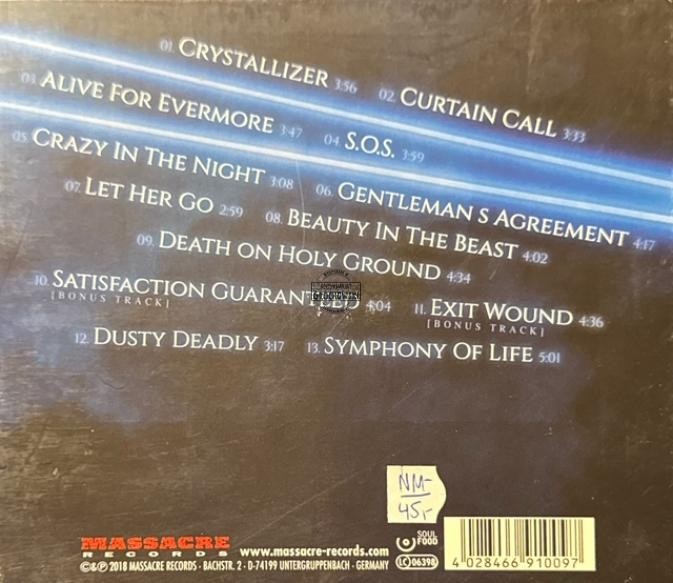 01. CRYSTALLIZER 3:56
02. CURTAIN CALL 3:33
03. ALIVE FOR EVERMORE 3:47
04. S.O.S. 3:59
05. CRAZY IN THE NIGHT 3:08
06. GENTLEMAN S AGREEMENT 4:17
07. LET HER GO 2:59
08. BEAUTY IN THE BEAST 4:02
09. DEATH ON HOLY GROUND 4:34
10. SATISFACTION GUARANTEED 4:04
[BONUS TRACK]
11. EXIT WOUND 4:36
[BONUS TRACK]
12. DUSTY DEADLY 3:17
13. SYMPHONY OF LIFE 5:01
NM-
45,-
MASSACRE
RECORDS
www.massacre-records.com
©&℗ 2018 MASSACRE RECORDS - BACHSTR. 2 - D-74199 UNTERGRUPPENBACH - GERMANY
SOUL
FOOD
LC 06398
4 028466 910097